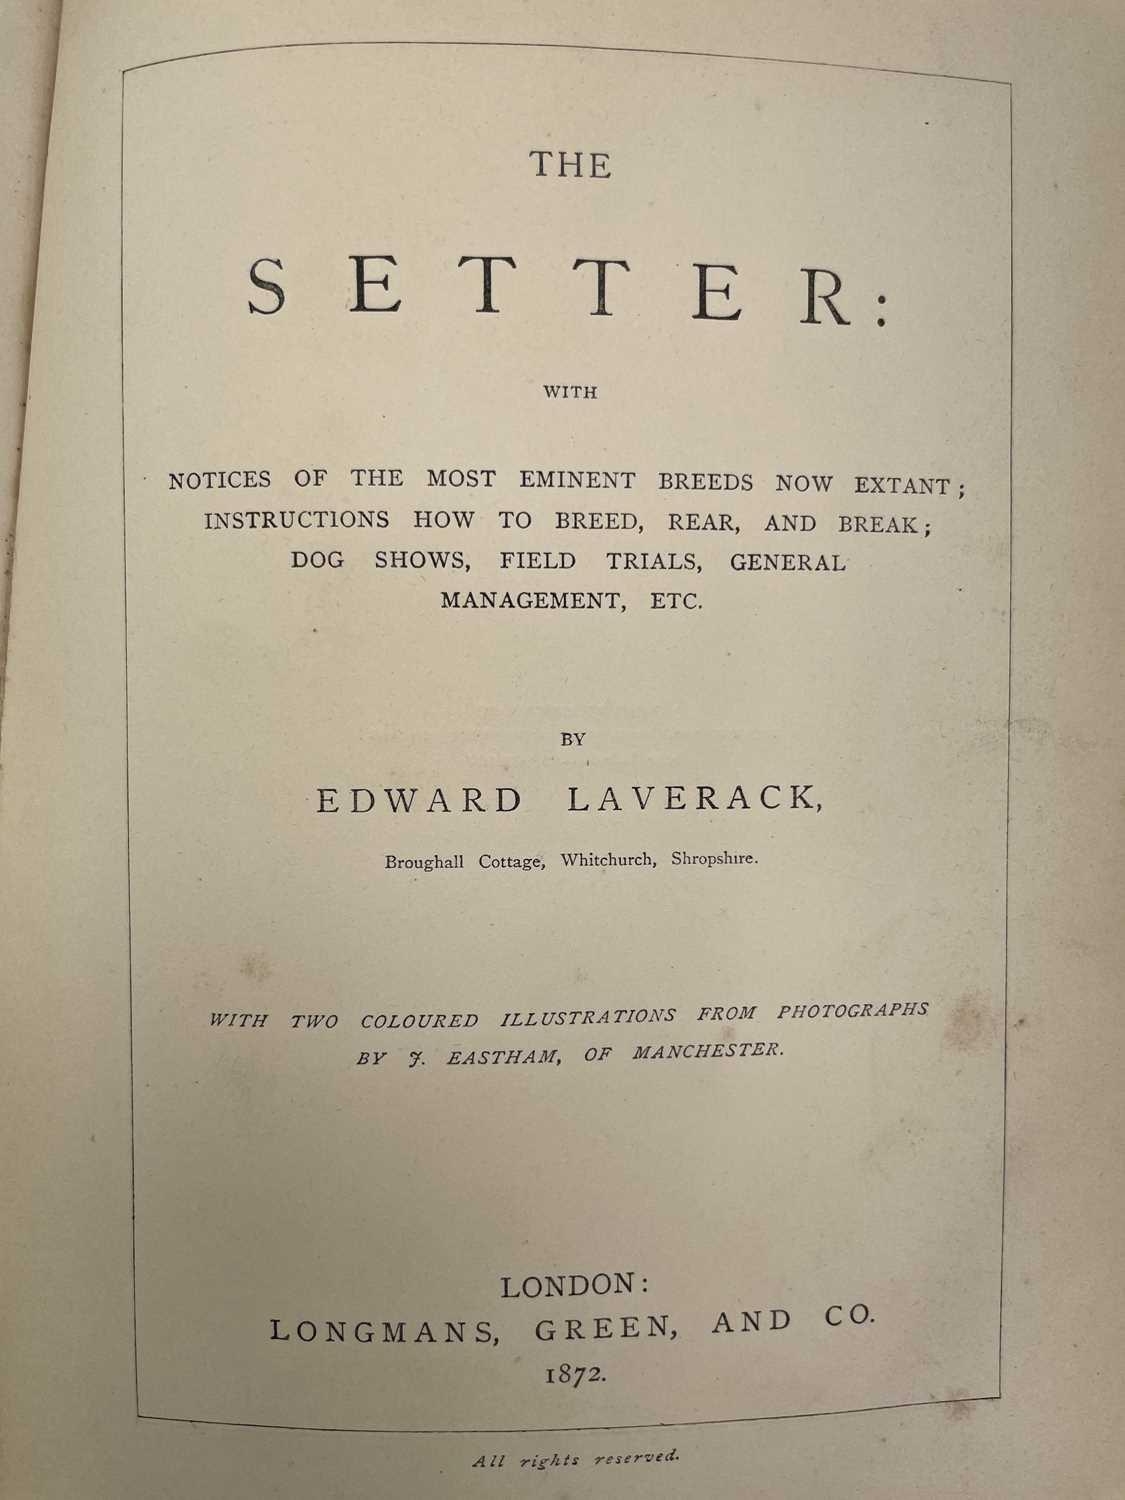 THE
SETTER:
WITH
NOTICES OF THE MOST EMINENT BREEDS NOW EXTANT;
INSTRUCTIONS HOW TO BREED, REAR, AND BREAK;
DOG SHOWS, FIELD TRIALS, GENERAL
MANAGEMENT, ETC.
BY
EDWARD LAVERACK,
Broughall Cottage, Whitchurch, Shropshire.
WITH TWO COLOURED ILLUSTRATIONS FROM PHOTOGRAPHS
BY J. EASTHAM, OF MANCHESTER.
LONDON:
LONGMANS, GREEN, AND CO.
1872.
All rights reserved.